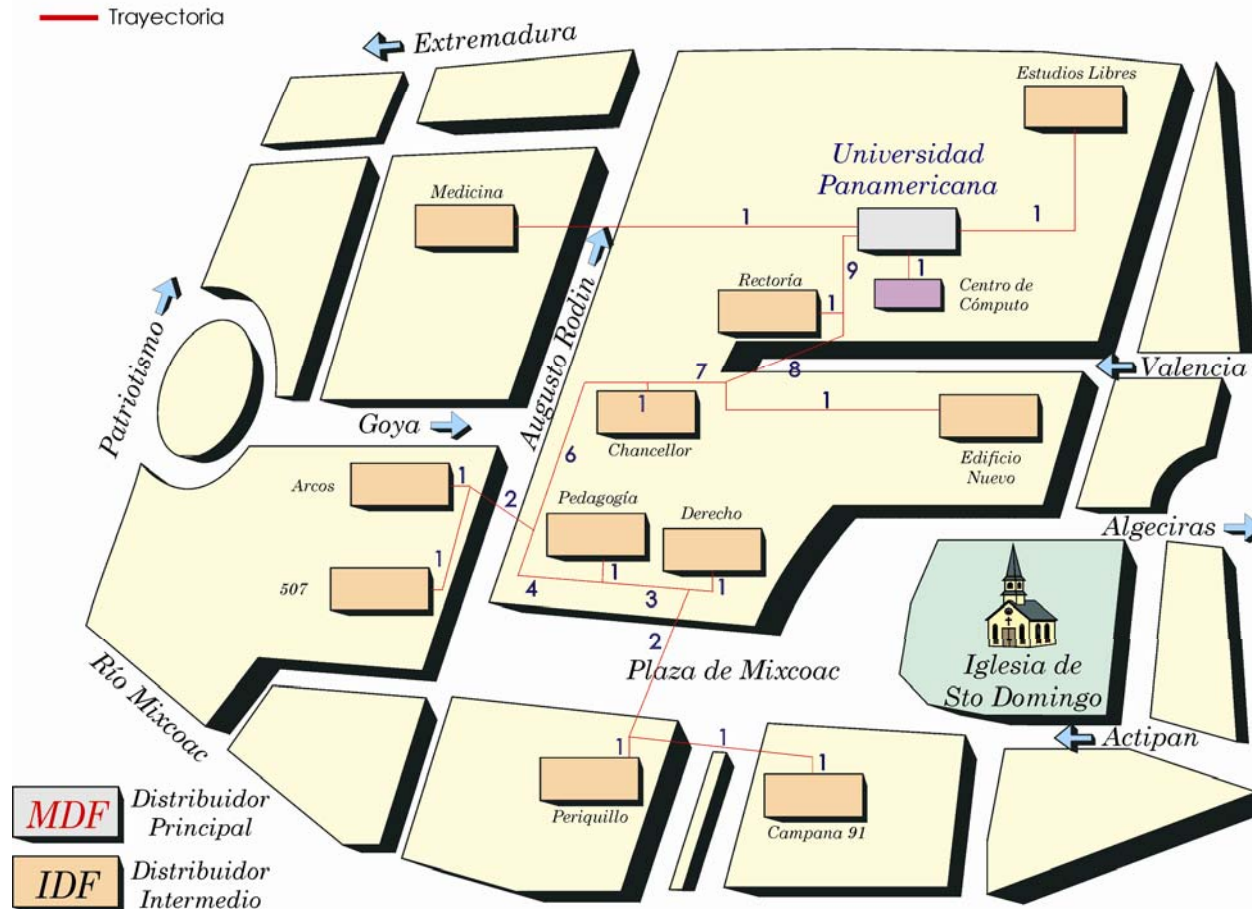 Trayectoria
Extremadura
Estudios Libres
Universidad
Panamericana
Medicina
1
1
9
1
Rectoría
Centro de
Cómputo
1
Augusto Rodin
Patriotismo
Valencia
7
8
1
1
Goya
Chancellor
6
Edificio
Nuevo
Arcos
1
2
Pedagogía
Derecho
Algeciras
1
507
4
1
3
1
2
Plaza de Mixcoac
Iglesia de
Sto Domingo
Río Mixcoac
Actipan
1
1
1
Periquillo
Campana 91
MDF
Distribuidor
Principal
IDF
Distribuidor
Intermedio